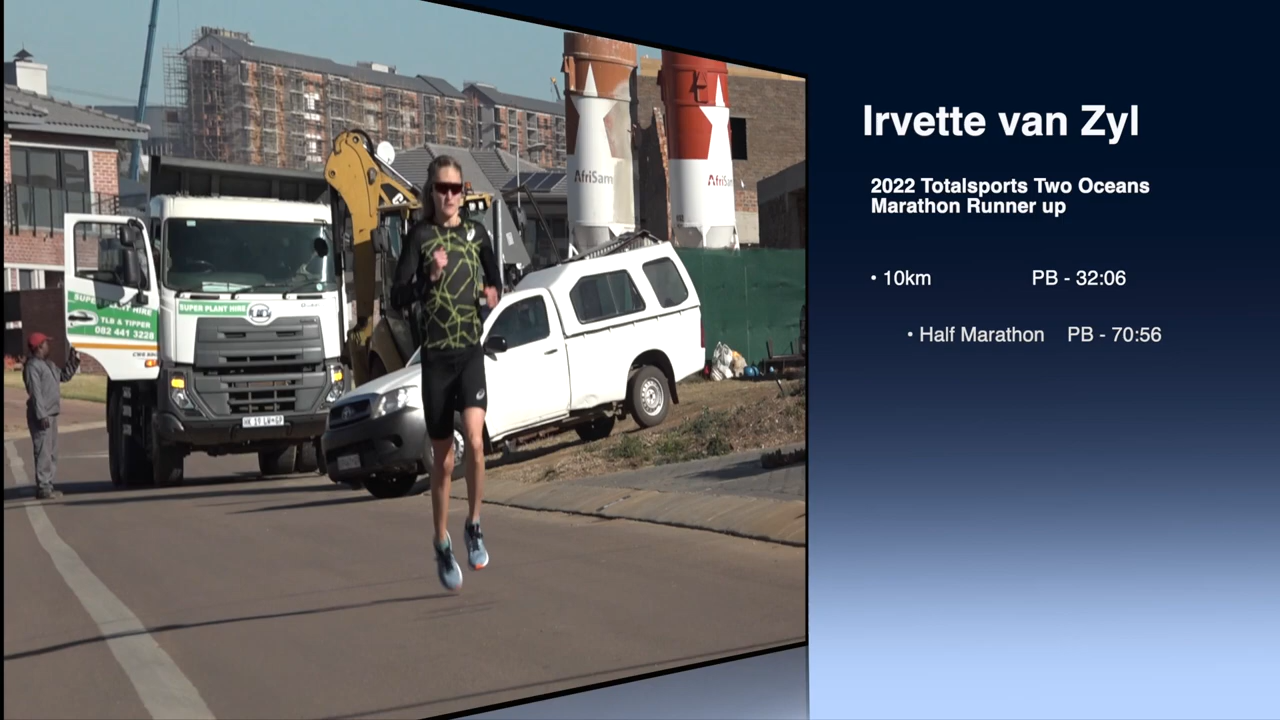 Irvette van Zyl
2022 Totalsports Two Oceans
Marathon Runner up
• 10km PB - 32:06
• Half Marathon PB - 70:56
AfriSam
AfriSam
SUPER PLANT HIRE
TLB & TIPPER
082 441 3228
SUPER PLANT HIRE